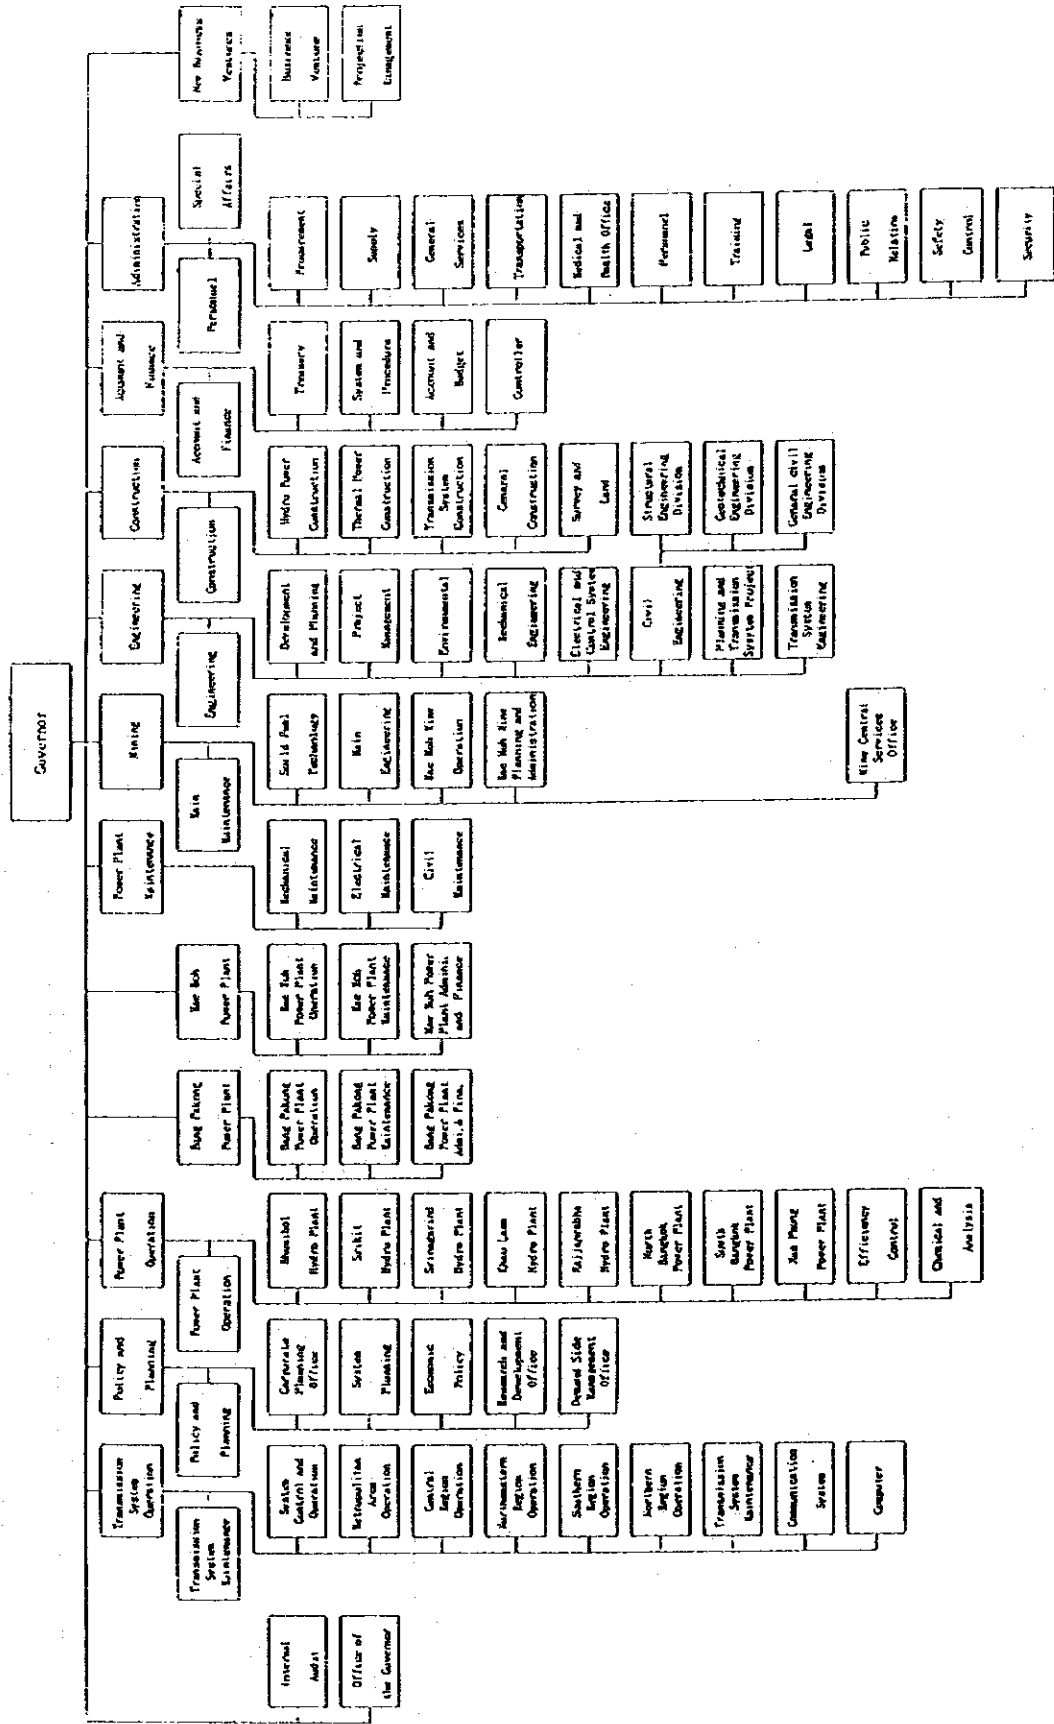 Governor
Transmission
System
Operation
Policy and
Planning
Power Plant
Operation
Power Plant
Maintenance
Mining
Engineering
Construction
Account and
Finance
Administration
Transmission
System
Maintenance
Policy and
Planning
Power Plant
Operation
Bang Pakong
Power Plant
Mae Moh
Power Plant
Main
Maintenance
Engineering
Construction
Account and
Finance
Personnel
Special
Affairs
New Business
Ventures
Internal
Audit
Office of
the Governor
System
Control and
Operation
Metropolitan
Area
Operation
Central
Region
Operation
Northeastern
Region
Operation
Southern
Region
Operation
Northern
Region
Operation
Transmission
System
Maintenance
Communication
System
Computer
Corporate
Planning
Office
System
Planning
Economic
Policy
Research and
Development
Office
Demand Side
Management
Office
Bhumibol
Hydro Plant
Sirikit
Hydro Plant
Srinagarind
Hydro Plant
Khao Laem
Hydro Plant
Rajjaprabha
Hydro Plant
North
Bangkok
Power Plant
South
Bangkok
Power Plant
Nam Phong
Power Plant
Efficiency
Control
Chemical and
Analysis
Bang Pakong
Power Plant
Operation
Bang Pakong
Power Plant
Maintenance
Bang Pakong
Power Plant
Admi.& Fina.
Mae Moh
Power Plant
Operation
Mae Moh
Power Plant
Maintenance
Mae Moh Power
Plant Admini.
and Finance
Mechanical
Maintenance
Electrical
Maintenance
Civil
Maintenance
Solid Fuel
Technology
Main
Engineering
Mae Moh Mine
Operation
Mae Moh Mine
Planning and
Administration
Mine Central
Services
Office
Development
and Planning
Project
Management
Environmental
Mechanical
Engineering
Electrical and
Control System
Engineering
Civil
Engineering
Planning and
Transmission
System Project
Transmission
System
Engineering
Hydro Power
Construction
Thermal Power
Construction
Transmission
System
Construction
General
Construction
Survey and
Land
Structural
Engineering
Division
Geotechnical
Engineering
Division
General Civil
Engineering
Division
Treasury
System and
Procedure
Account and
Budget
Controller
Procurement
Supply
General
Services
Transportation
Medical and
Health Office
Personnel
Training
Legal
Public
Relation
Safety
Control
Security
Business
Venture
Projection
Management